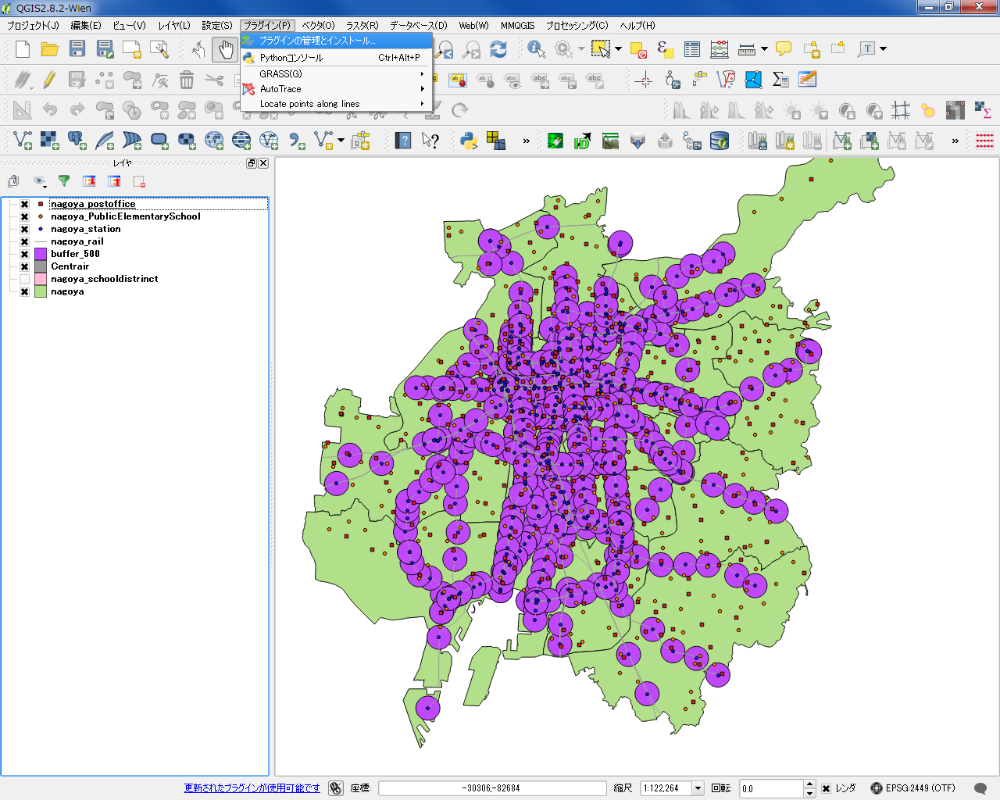 QGIS2.8.2-Wien
プロジェクト(J) 編集(E) ビュー(V) レイヤ(L) 設定(S) プラグイン(P) ベクタ(O) ラスタ(R) データベース(D) Web(W) MMQGIS プロセッシング(C) ヘルプ(H)
プラグインの管理とインストール...
Pythonコンソール Ctrl+Alt+P
GRASS(G)
AutoTrace
Locate points along lines
レイヤ
nagoya_postoffice
nagoya_PublicElementarySchool
nagoya_station
nagoya_rail
buffer_500
Centrair
nagoya_schooldistrinct
nagoya
更新されたプラグインが使用可能です 座標: -30306,-82684 縮尺 1:122,264 回転: 0.0 レンダ EPSG:2449 (OTF)